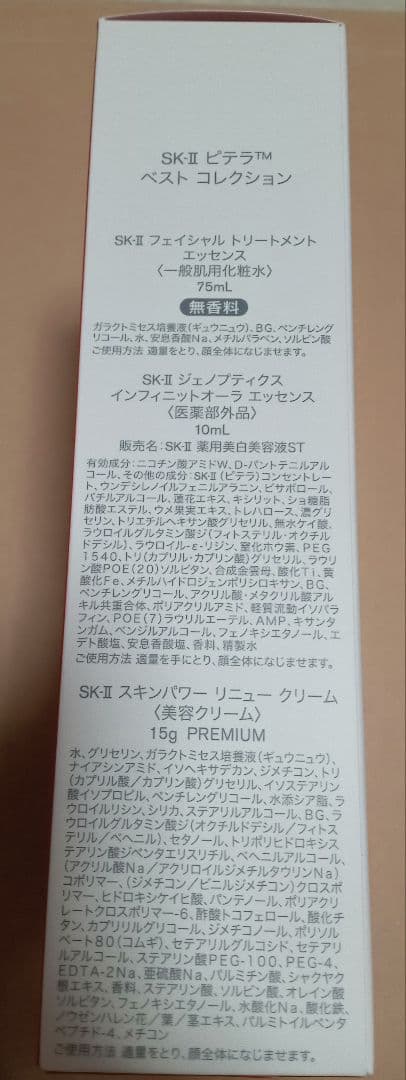 SK-Ⅱ ピテラ™
ベスト コレクション
SK-Ⅱ フェイシャル トリートメント
エッセンス
〈一般肌用化粧水〉
75mL
無香料
ガラクトミセス培養液(ギュウニュウ)、BG、ペンチレング
リコール、水、安息香酸Na、メチルパラベン、ソルビン酸
ご使用方法 適量をとり、顔全体になじませます。
SK-Ⅱ ジェノプティクス
インフィニットオーラ エッセンス
〈医薬部外品〉
10mL
販売名:SK-Ⅱ 薬用美白美容液ST
有効成分:ニコチン酸アミドW、D-パントテニルアル
コール、その他の成分:SK-Ⅱ(ピテラ)コンセントレー
ト、ウンデシレノイルフェニルアラニン、ビサボロール、
バチルアルコール、蓮花エキス、キシリット、ショ糖脂
肪酸エステル、ウメ果実エキス、トレハロース、濃グリ
セリン、トリエチルヘキサン酸グリセリル、無水ケイ酸、
ラウロイルグルタミン酸ジ(フィトステリル・オクチル
ドデシル)、ラウロイル-ε-リジン、窒化ホウ素、PEG
1540、トリ(カプリル・カプリン酸)グリセリル、ラウリ
ン酸POE(20)ソルビタン、合成金雲母、酸化Ti、黄
酸化Fe、メチルハイドロジェンポリシロキサン、BG、
ペンチレングリコール、アクリル酸・メタクリル酸アル
キル共重合体、ポリアクリルアミド、軽質流動イソパラ
フィン、POE(7)ラウリルエーテル、AMP、キサンタ
ンガム、ベンジルアルコール、フェノキシエタノール、エ
デト酸塩、安息香酸塩、香料、精製水
ご使用方法 適量を手にとり、顔全体になじませます。
SK-Ⅱ スキンパワー リニュー クリーム
〈美容クリーム〉
15g PREMIUM
水、グリセリン、ガラクトミセス培養液(ギュウニュウ)、
ナイアシンアミド、イソヘキサデカン、ジメチコン、トリ
(カプリル酸/カプリン酸)グリセリル、イソステアリン
酸イソプロピル、ペンチレングリコール、水添シア脂、ラ
ウロイルリシン、シリカ、ステアリルアルコール、BG、ラ
ウロイルグルタミン酸ジ(オクチルドデシル/フィトス
テリル/ベヘニル)、セタノール、トリポリヒドロキシス
テアリン酸ジペンタエリスリチル、ベヘニルアルコール、
(アクリル酸Na/アクリロイルジメチルタウリンNa)
コポリマー、(ジメチコン/ビニルジメチコン)クロスポ
リマー、ヒドロキシケイヒ酸、パンテノール、ポリアクリ
レートクロスポリマー-6、酢酸トコフェロール、酸化チ
タン、カプリリルグリコール、ジメチコノール、ポリソル
ベート80(コムギ)、セテアリルグルコシド、セテアリ
ルアルコール、ステアリン酸PEG-100、PEG-4、
EDTA-2Na、亜硫酸Na、パルミチン酸、シャクヤク
根エキス、香料、ステアリン酸、ソルビン酸、オレイン酸
ソルビタン、フェノキシエタノール、水酸化Na、酸化鉄、
ノウゼンハレン花/葉/茎エキス、パルミトイルペンタ
ペプチド-4、メチコン
ご使用方法 適量をとり、顔全体になじませます。